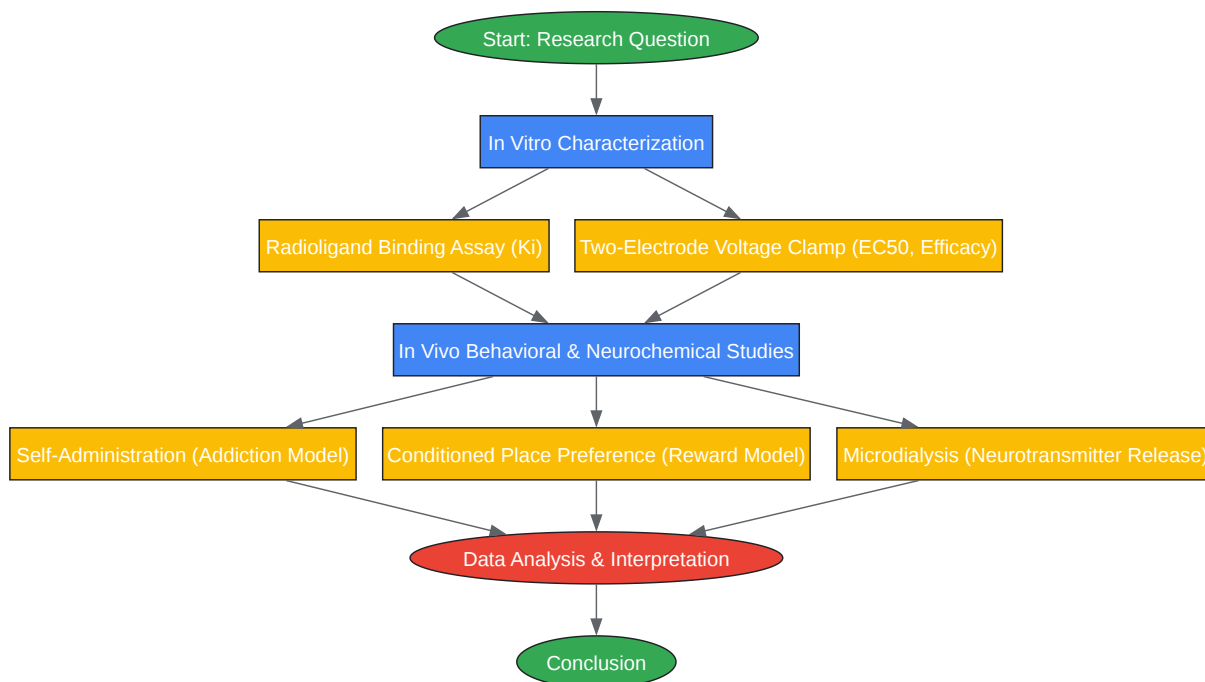 Start: Research Question
In Vitro Characterization
Radioligand Binding Assay (Ki)
Two-Electrode Voltage Clamp (EC50, Efficacy)
In Vivo Behavioral & Neurochemical Studies
Self-Administration (Addiction Model)
Conditioned Place Preference (Reward Model)
Microdialysis (Neurotransmitter Release)
Data Analysis & Interpretation
Conclusion